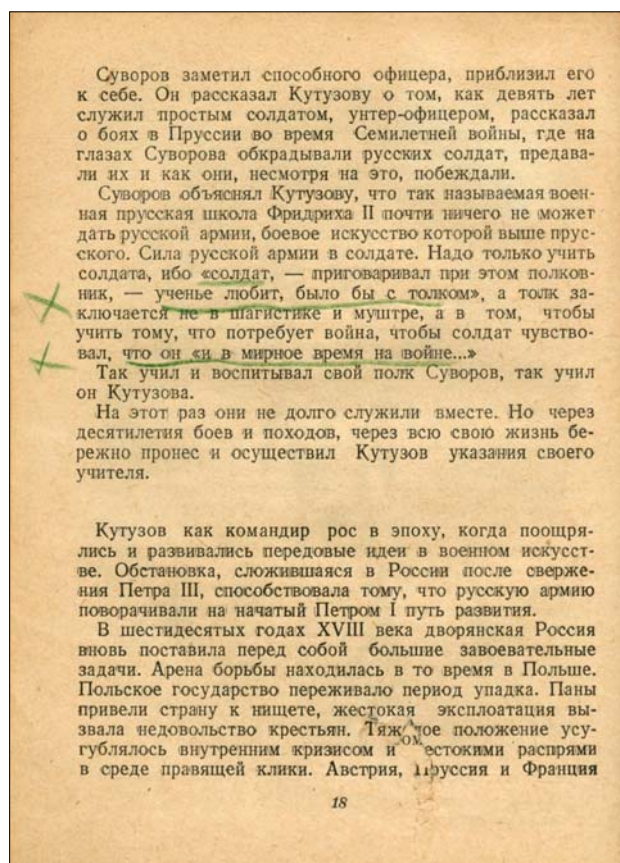 Суворов заметил способного офицера, приблизил его
к себе. Он рассказал Кутузову о том, как девять лет
служил простым солдатом, унтер-офицером, рассказал
о боях в Пруссии во время Семилетней войны, где на
глазах Суворова обкрадывали русских солдат, предава-
ли их и как они, несмотря на это, побеждали.
Суворов объяснял Кутузову, что так называемая воен-
ная прусская школа Фридриха II почти ничего не может
дать русской армии, боевое искусство которой выше прус-
ского. Сила русской армии в солдате. Надо только учить
солдата, ибо «солдат, — приговаривал при этом полков-
ник, — ученье любит, было бы с толком», а толк за-
ключается не в шагистике и муштре, а в том, чтобы
учить тому, что потребует война, чтобы солдат чувство-
вал, что он «и в мирное время на войне...»
Так учил и воспитывал свой полк Суворов, так учил
он Кутузова.
На этот раз они не долго служили вместе. Но через
десятилетия боев и походов, через всю свою жизнь бе-
режно пронес и осуществил Кутузов указания своего
учителя.
Кутузов как командир рос в эпоху, когда поощря-
лись и развивались передовые идеи в военном искусст-
ве. Обстановка, сложившаяся в России после сверже-
ния Петра III, способствовала тому, что русскую армию
поворачивали на начатый Петром I путь развития.
В шестидесятых годах XVIII века дворянская Россия
вновь поставила перед собой большие завоевательные
задачи. Арена борьбы находилась в то время в Польше.
Польское государство переживало период упадка. Паны
привели страну к нищете, жестокая эксплоатация вы-
звала недовольство крестьян. положение усу-
гублялось внутренним кризисом и распрями
в среде правящей клики. Австрия, Пруссия и Франция
18